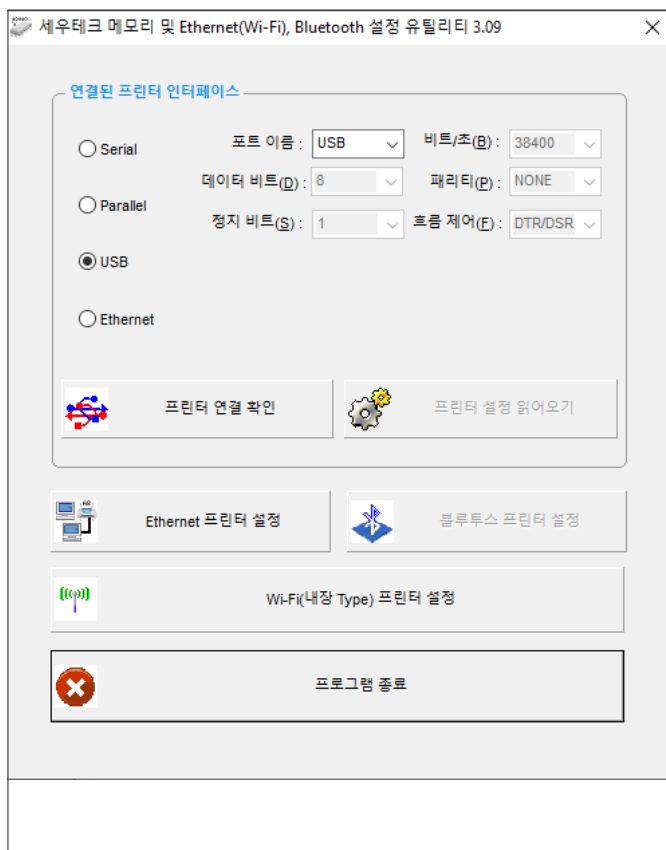 세우테크 메모리 및 Ethernet(Wi-Fi), Bluetooth 설정 유틸리티 3.09
연결된 프린터 인터페이스
Serial
포트 이름 : USB
비트/초(B) : 38400
데이터 비트(D) : 8
패리티(P) : NONE
Parallel
정지 비트(S) : 1
흐름 제어(F) : DTR/DSR
USB
Ethernet
프린터 연결 확인
프린터 설정 읽어오기
Ethernet 프린터 설정
블루투스 프린터 설정
Wi-Fi(내장 Type) 프린터 설정
프로그램 종료